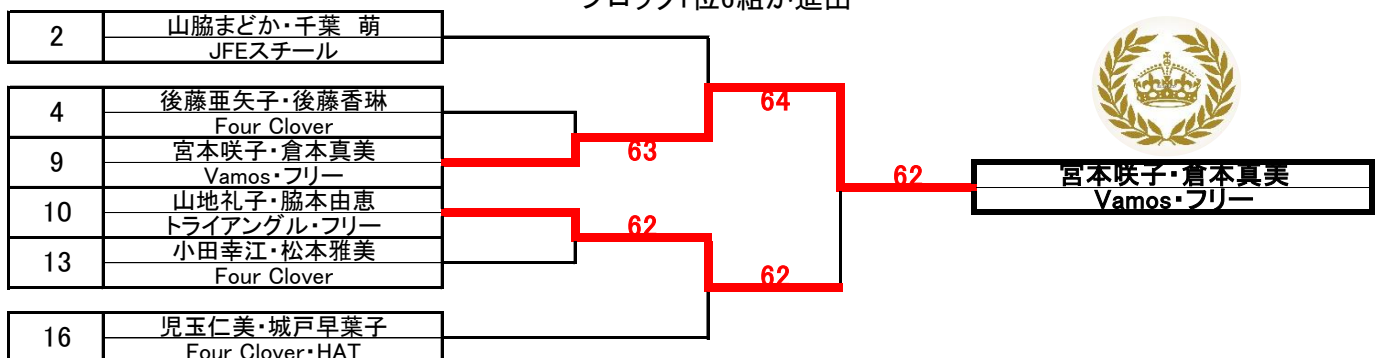 ブロック1位6組が進出
2
山脇まどか・千葉　萌
JFEスチール
4
後藤亜矢子・後藤香琳
Four Clover
9
宮本咲子・倉本真美
Vamos・フリー
10
山地礼子・脇本由恵
トライアングル・フリー
13
小田幸江・松本雅美
Four Clover
16
児玉仁美・城戸早葉子
Four Clover・HAT
63
62
64
62
62
宮本咲子・倉本真美
Vamos・フリー